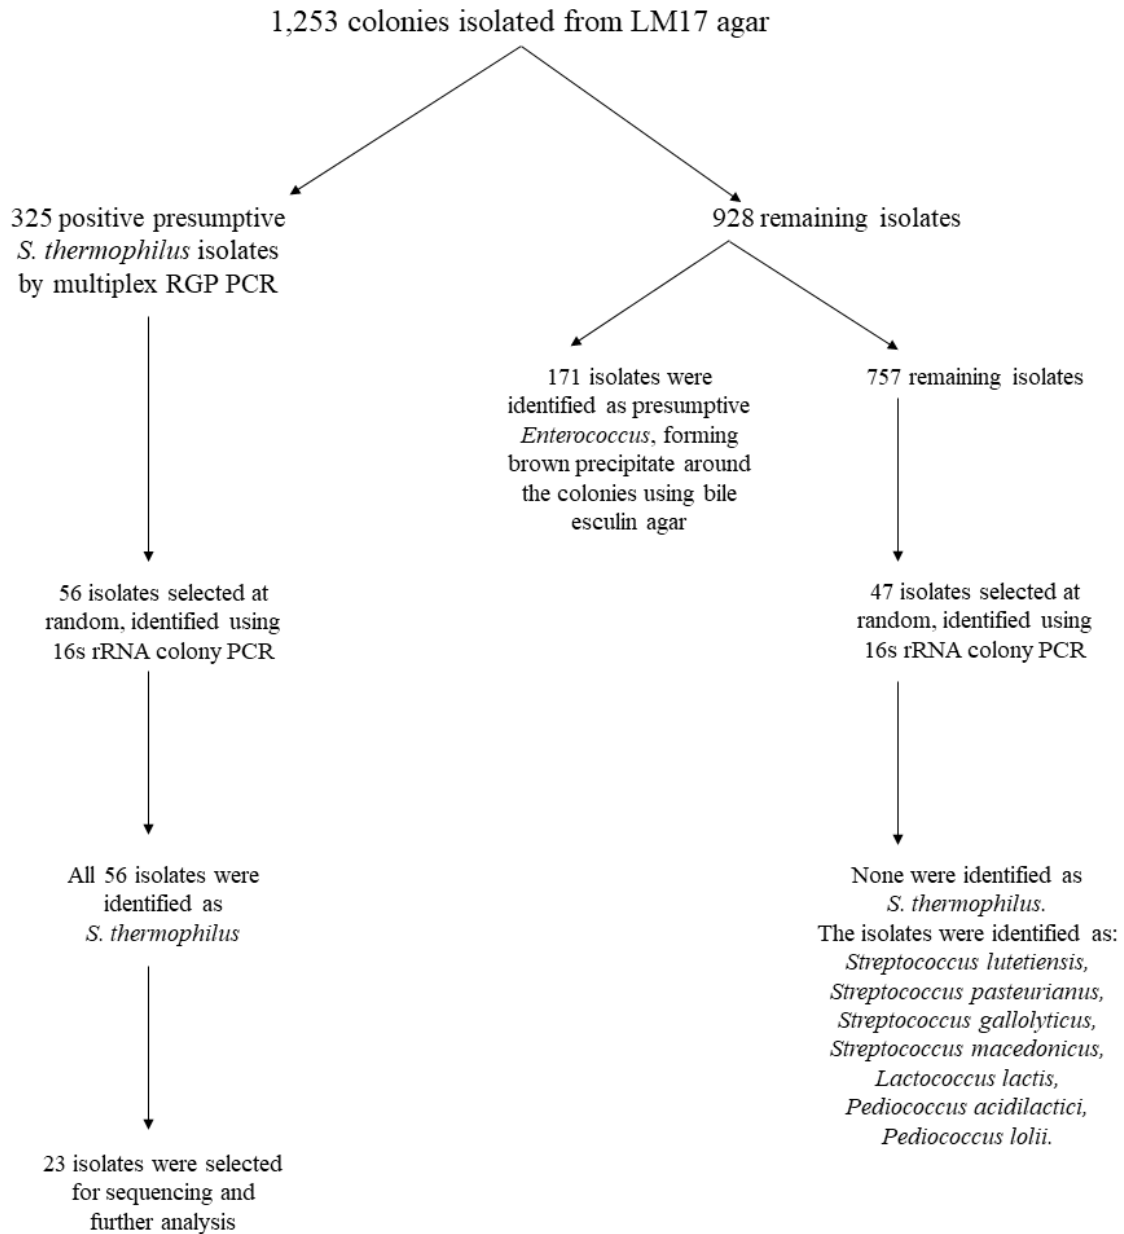 1,253 colonies isolated from LM17 agar
325 positive presumptive
S. thermophilus isolates
by multiplex RGP PCR
928 remaining isolates
171 isolates were
identified as presumptive
Enterococcus, forming
brown precipitate around
the colonies using bile
esculin agar
757 remaining isolates
56 isolates selected at
random, identified using
16s rRNA colony PCR
47 isolates selected at
random, identified using
16s rRNA colony PCR
All 56 isolates were
identified as
S. thermophilus
None were identified as
S. thermophilus.
The isolates were identified as:
Streptococcus lutetiensis,
Streptococcus pasteurianus,
Streptococcus gallolyticus,
Streptococcus macedonicus,
Lactococcus lactis,
Pediococcus acidilactici,
Pediococcus lolii.
23 isolates were selected
for sequencing and
further analysis